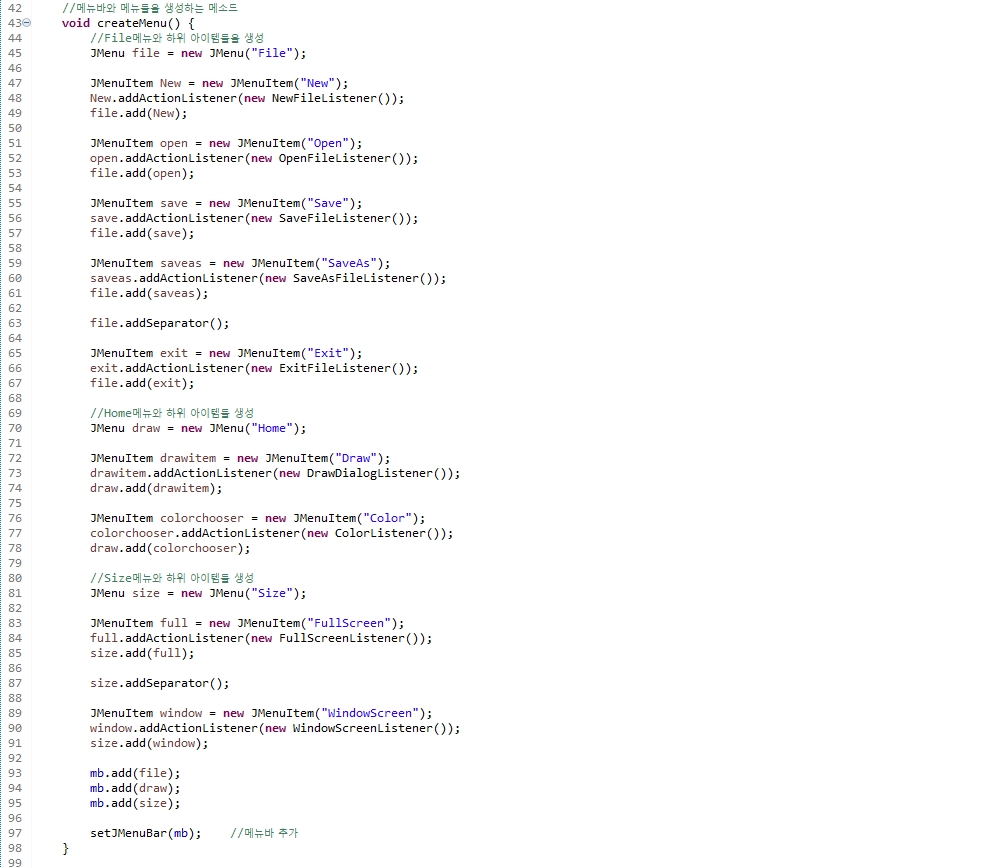 42 //메뉴바와 메뉴들을 생성하는 메소드
43 void createMenu() {
44 //File메뉴와 하위 아이템들을 생성
45 JMenu file = new JMenu("File");
46
47 JMenuItem New = new JMenuItem("New");
48 New.addActionListener(new NewFileListener());
49 file.add(New);
50
51 JMenuItem open = new JMenuItem("Open");
52 open.addActionListener(new OpenFileListener());
53 file.add(open);
54
55 JMenuItem save = new JMenuItem("Save");
56 save.addActionListener(new SaveFileListener());
57 file.add(save);
58
59 JMenuItem saveas = new JMenuItem("SaveAs");
60 saveas.addActionListener(new SaveAsFileListener());
61 file.add(saveas);
62
63 file.addSeparator();
64
65 JMenuItem exit = new JMenuItem("Exit");
66 exit.addActionListener(new ExitFileListener());
67 file.add(exit);
68
69 //Home메뉴와 하위 아이템들 생성
70 JMenu draw = new JMenu("Home");
71
72 JMenuItem drawitem = new JMenuItem("Draw");
73 drawitem.addActionListener(new DrawDialogListener());
74 draw.add(drawitem);
75
76 JMenuItem colorchooser = new JMenuItem("Color");
77 colorchooser.addActionListener(new ColorListener());
78 draw.add(colorchooser);
79
80 //Size메뉴와 하위 아이템들 생성
81 JMenu size = new JMenu("Size");
82
83 JMenuItem full = new JMenuItem("FullScreen");
84 full.addActionListener(new FullScreenListener());
85 size.add(full);
86
87 size.addSeparator();
88
89 JMenuItem window = new JMenuItem("WindowScreen");
90 window.addActionListener(new WindowScreenListener());
91 size.add(window);
92
93 mb.add(file);
94 mb.add(draw);
95 mb.add(size);
96
97 setJMenuBar(mb); //메뉴바 추가
98 }
99